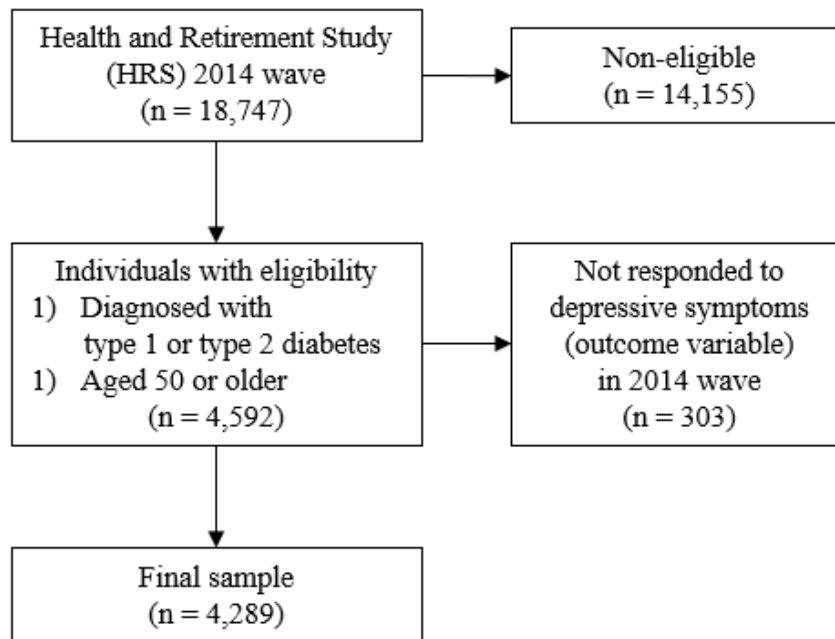 Health and Retirement Study
(HRS) 2014 wave
(n = 18,747)
Non-eligible
(n = 14,155)
Individuals with eligibility
1) Diagnosed with
type 1 or type 2 diabetes
1) Aged 50 or older
(n = 4,592)
Not responded to
depressive symptoms
(outcome variable)
in 2014 wave
(n = 303)
Final sample
(n = 4,289)